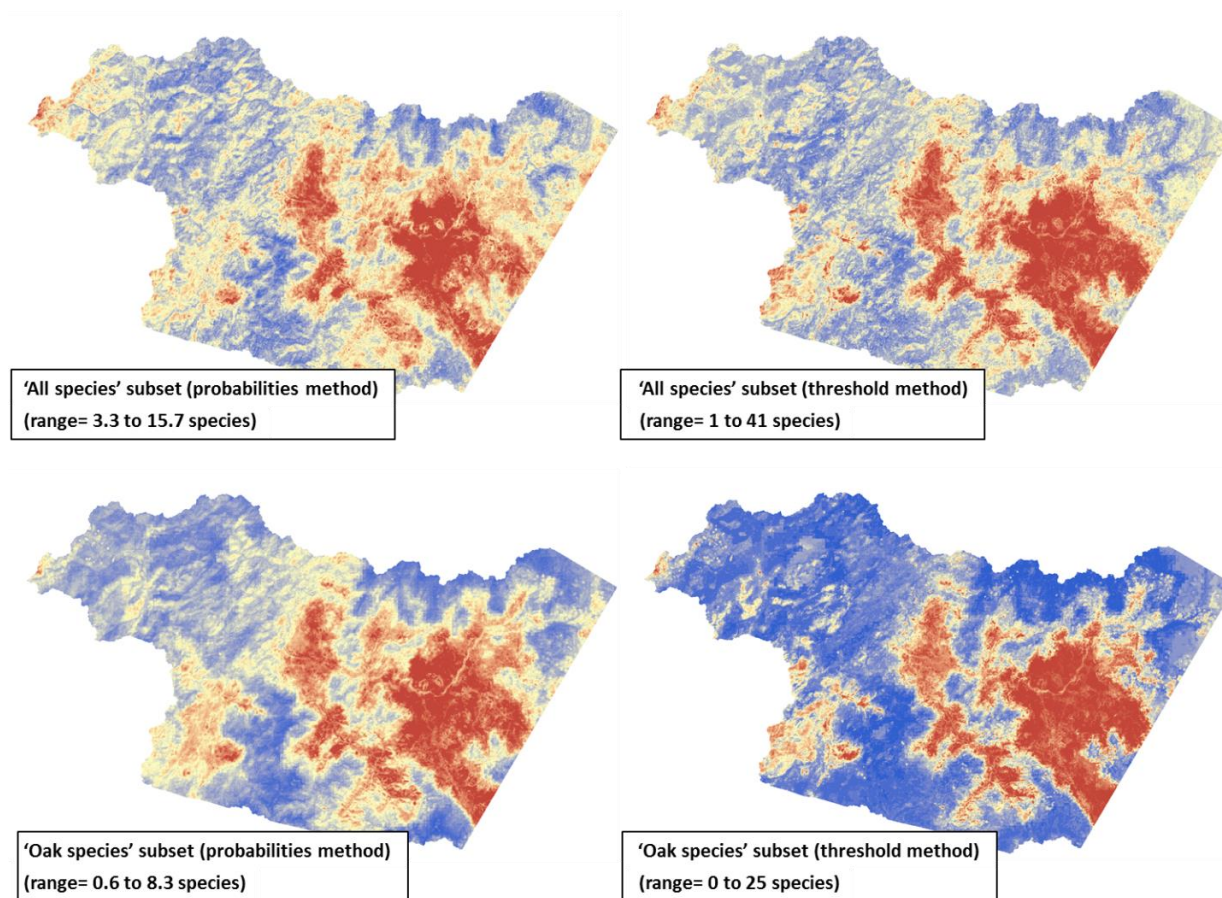 ‘All species’ subset (probabilities method)
(range= 3.3 to 15.7 species)
‘All species’ subset (threshold method)
(range= 1 to 41 species)
‘Oak species’ subset (probabilities method)
(range= 0.6 to 8.3 species)
‘Oak species’ subset (threshold method)
(range= 0 to 25 species)